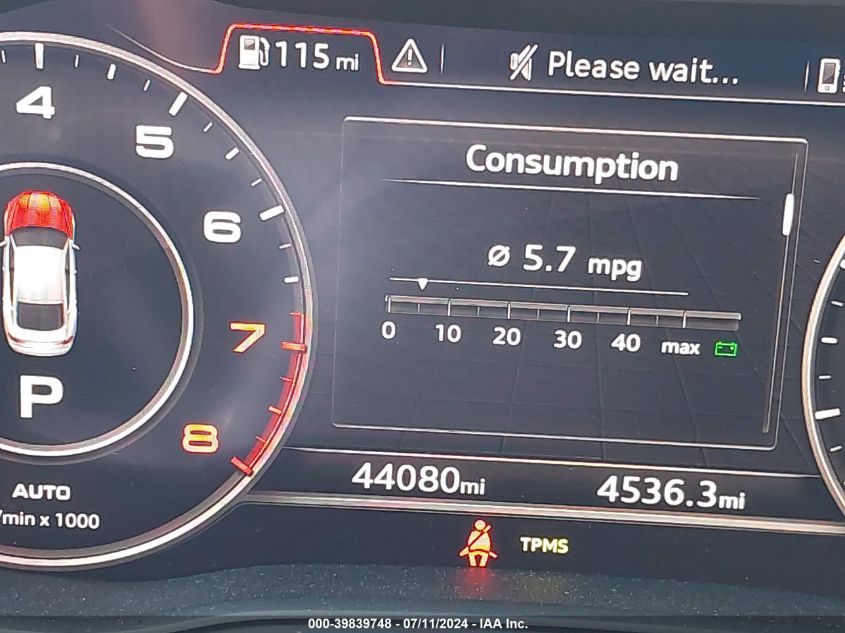 115 mi
Please wait...
4
5
6
7
8
P
AUTO
/min x 1000
Consumption
Ø 5.7 mpg
0 10 20 30 40 max
44080mi 4536.3mi
TPMS
000-39839748 - 07/11/2024 - IAA Inc.